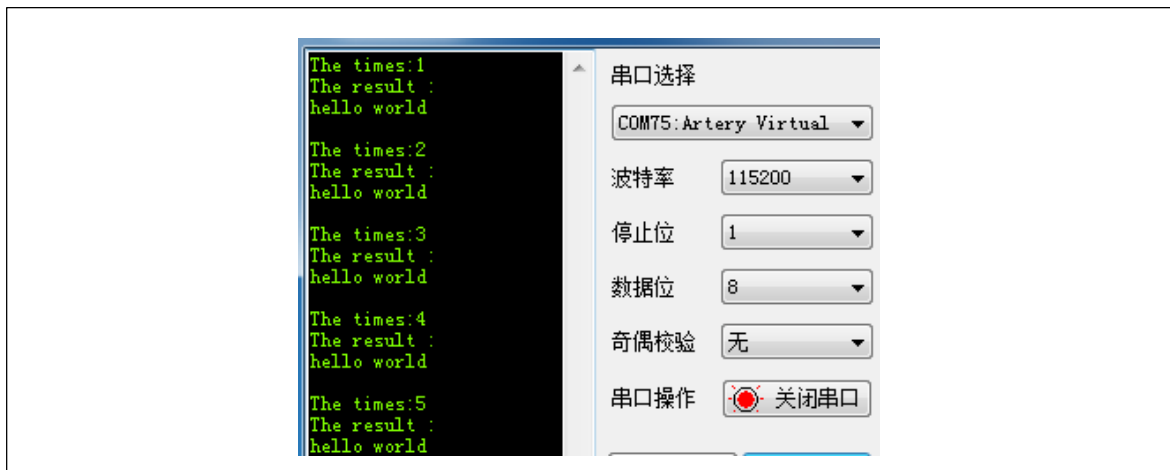 The times:1
The result :
hello world
The times:2
The result :
hello world
The times:3
The result :
hello world
The times:4
The result :
hello world
The times:5
The result :
hello world
串口选择
COM75:Artery Virtual
波特率 115200
停止位 1
数据位 8
奇偶校验 无
串口操作 关闭串口